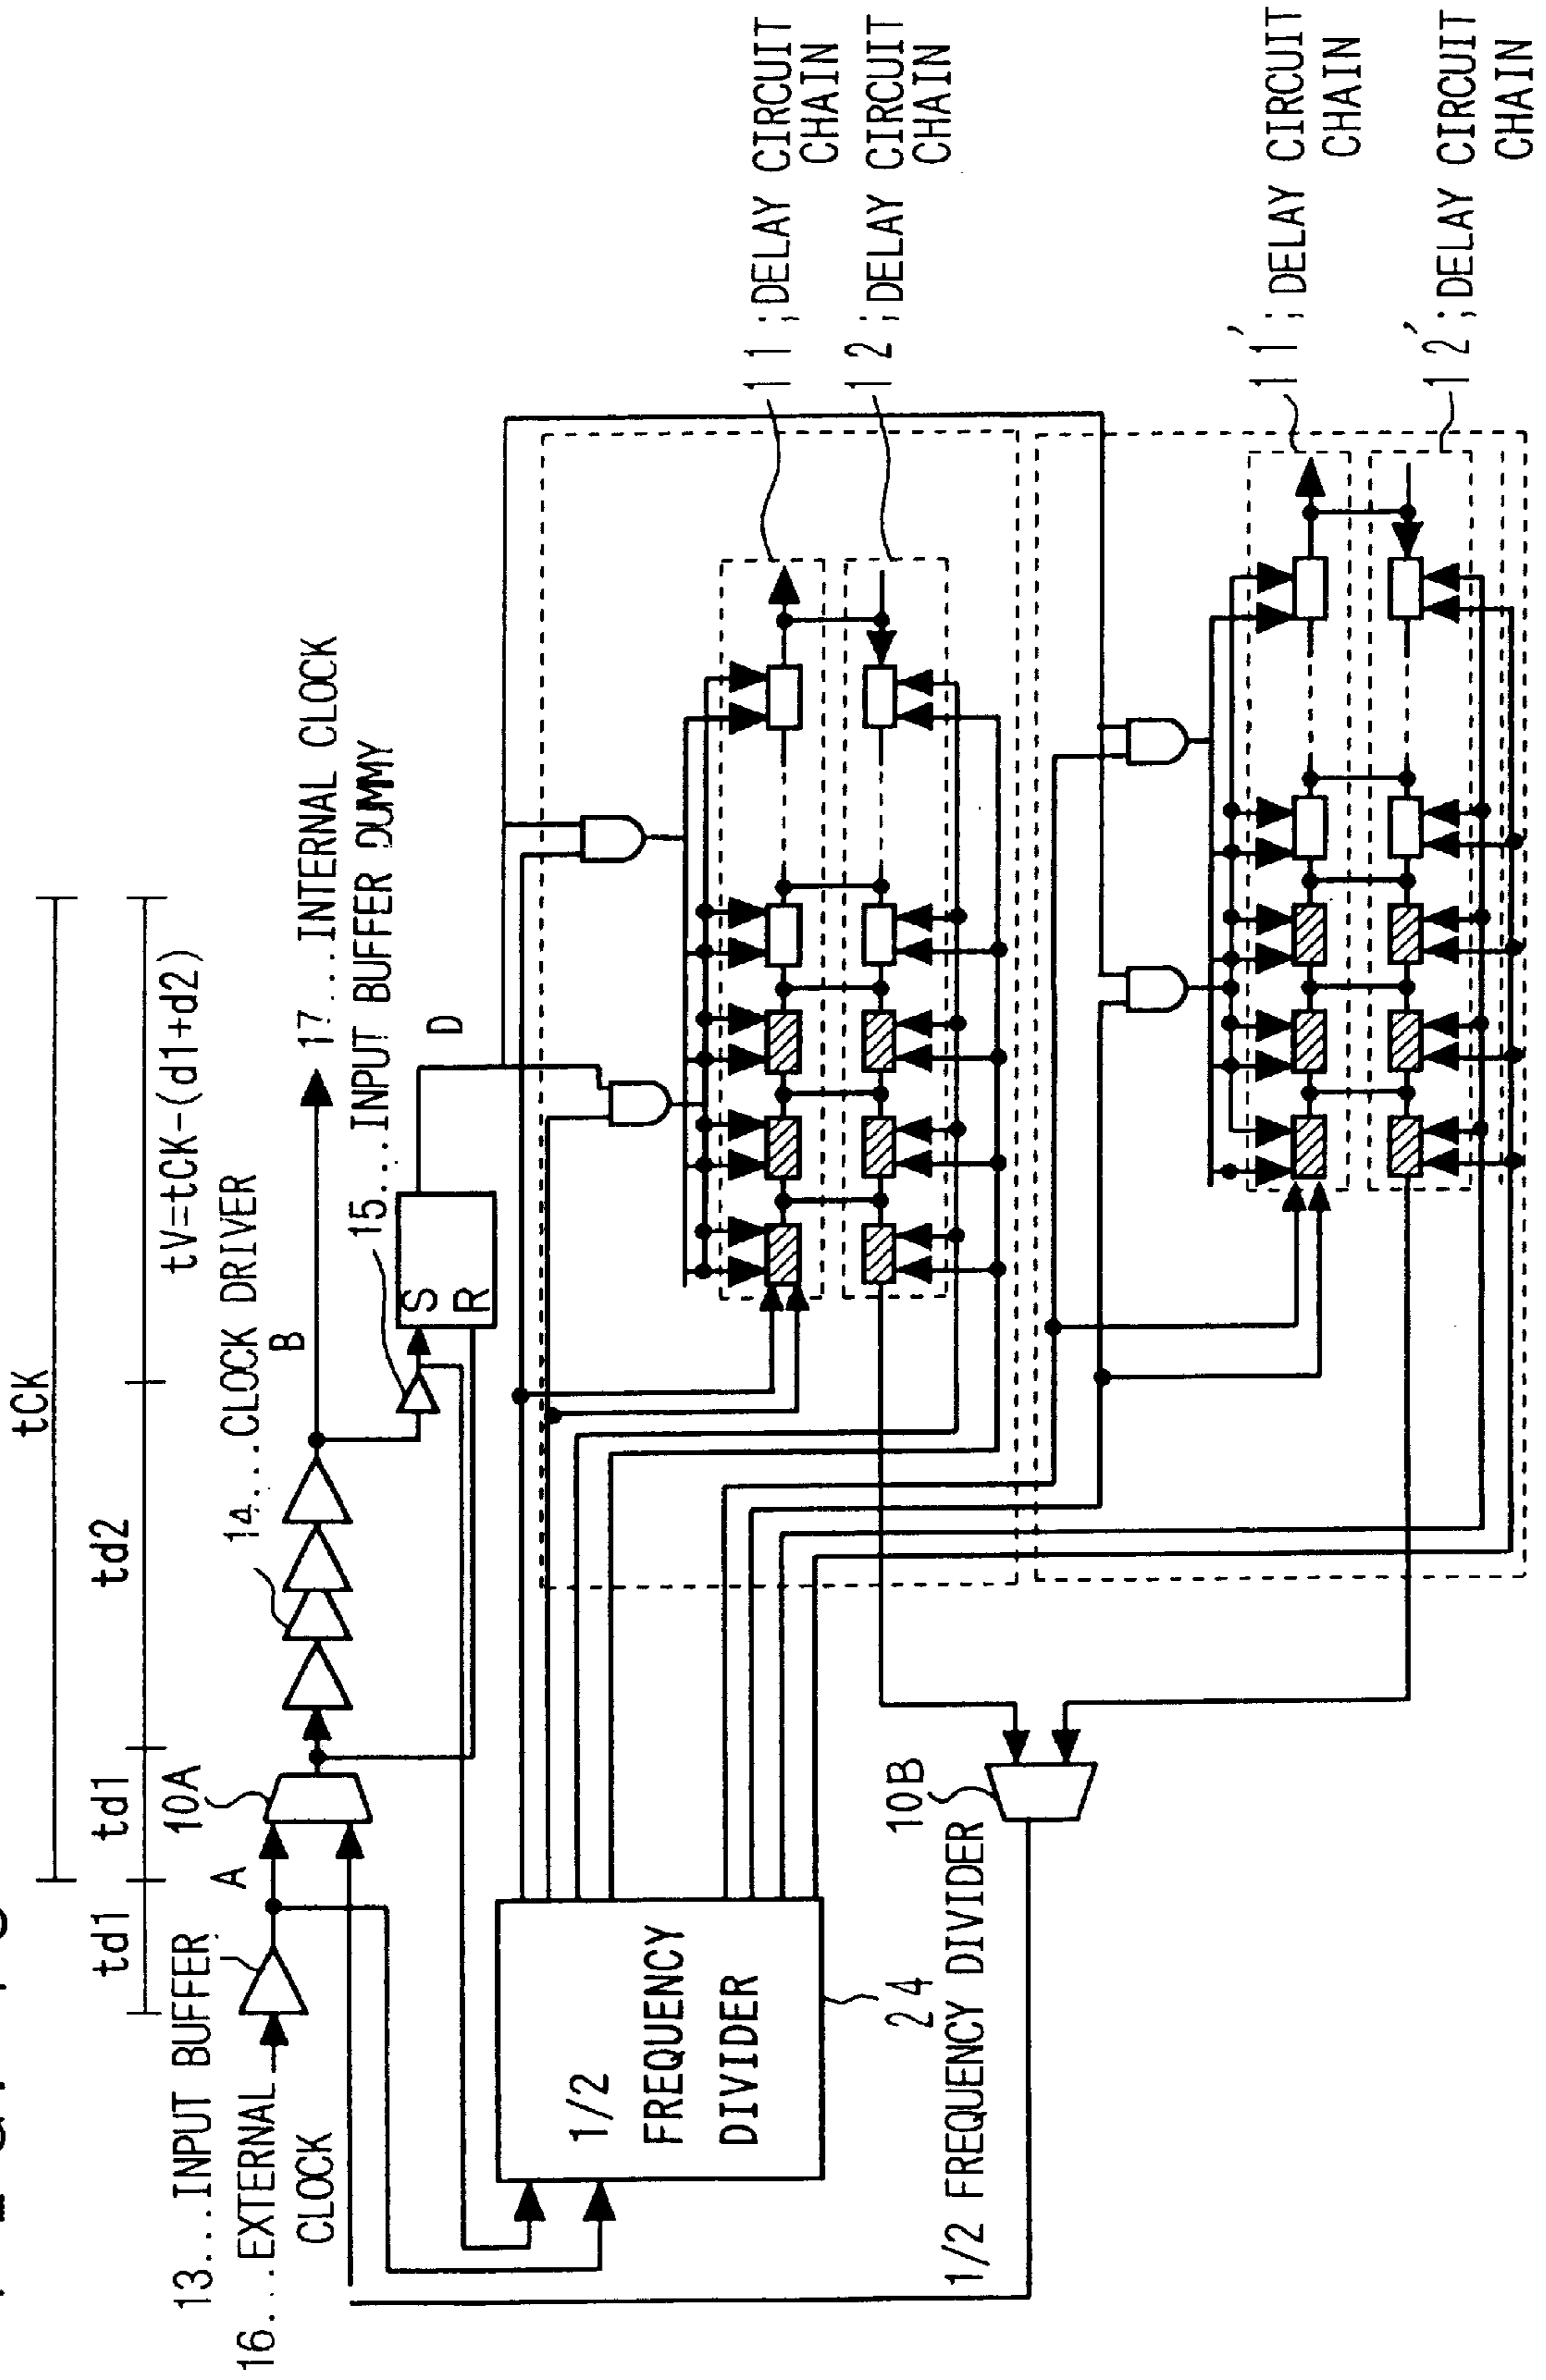 tCK
td1
td1
td2
tV=tCK-(d1+d2)
13...INPUT BUFFER
A
10A
14...CLOCK DRIVER
B
16...EXTERNAL
CLOCK
17...INTERNAL CLOCK
15...INPUT BUFFER DUMMY
S
R
D
1/2
FREQUENCY
DIVIDER
24
1/2 FREQUENCY DIVIDER
10B
11;DELAY CIRCUIT
CHAIN
12;DELAY CIRCUIT
CHAIN
11';DELAY CIRCUIT
CHAIN
12';DELAY CIRCUIT
CHAIN